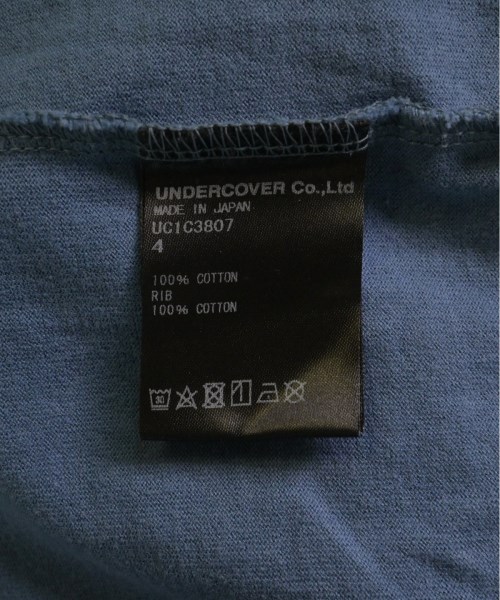 UNDERCOVER Co.,Ltd
MADE IN JAPAN
UC1C3807
4
100% COTTON
RIB
100% COTTON